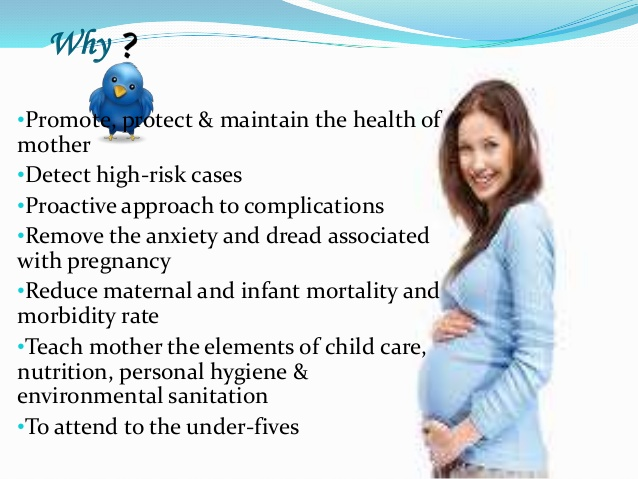 Why ?
•Promote, protect & maintain the health of
mother
•Detect high-risk cases
•Proactive approach to complications
•Remove the anxiety and dread associated
with pregnancy
•Reduce maternal and infant mortality and
morbidity rate
•Teach mother the elements of child care,
nutrition, personal hygiene &
environmental sanitation
•To attend to the under-fives